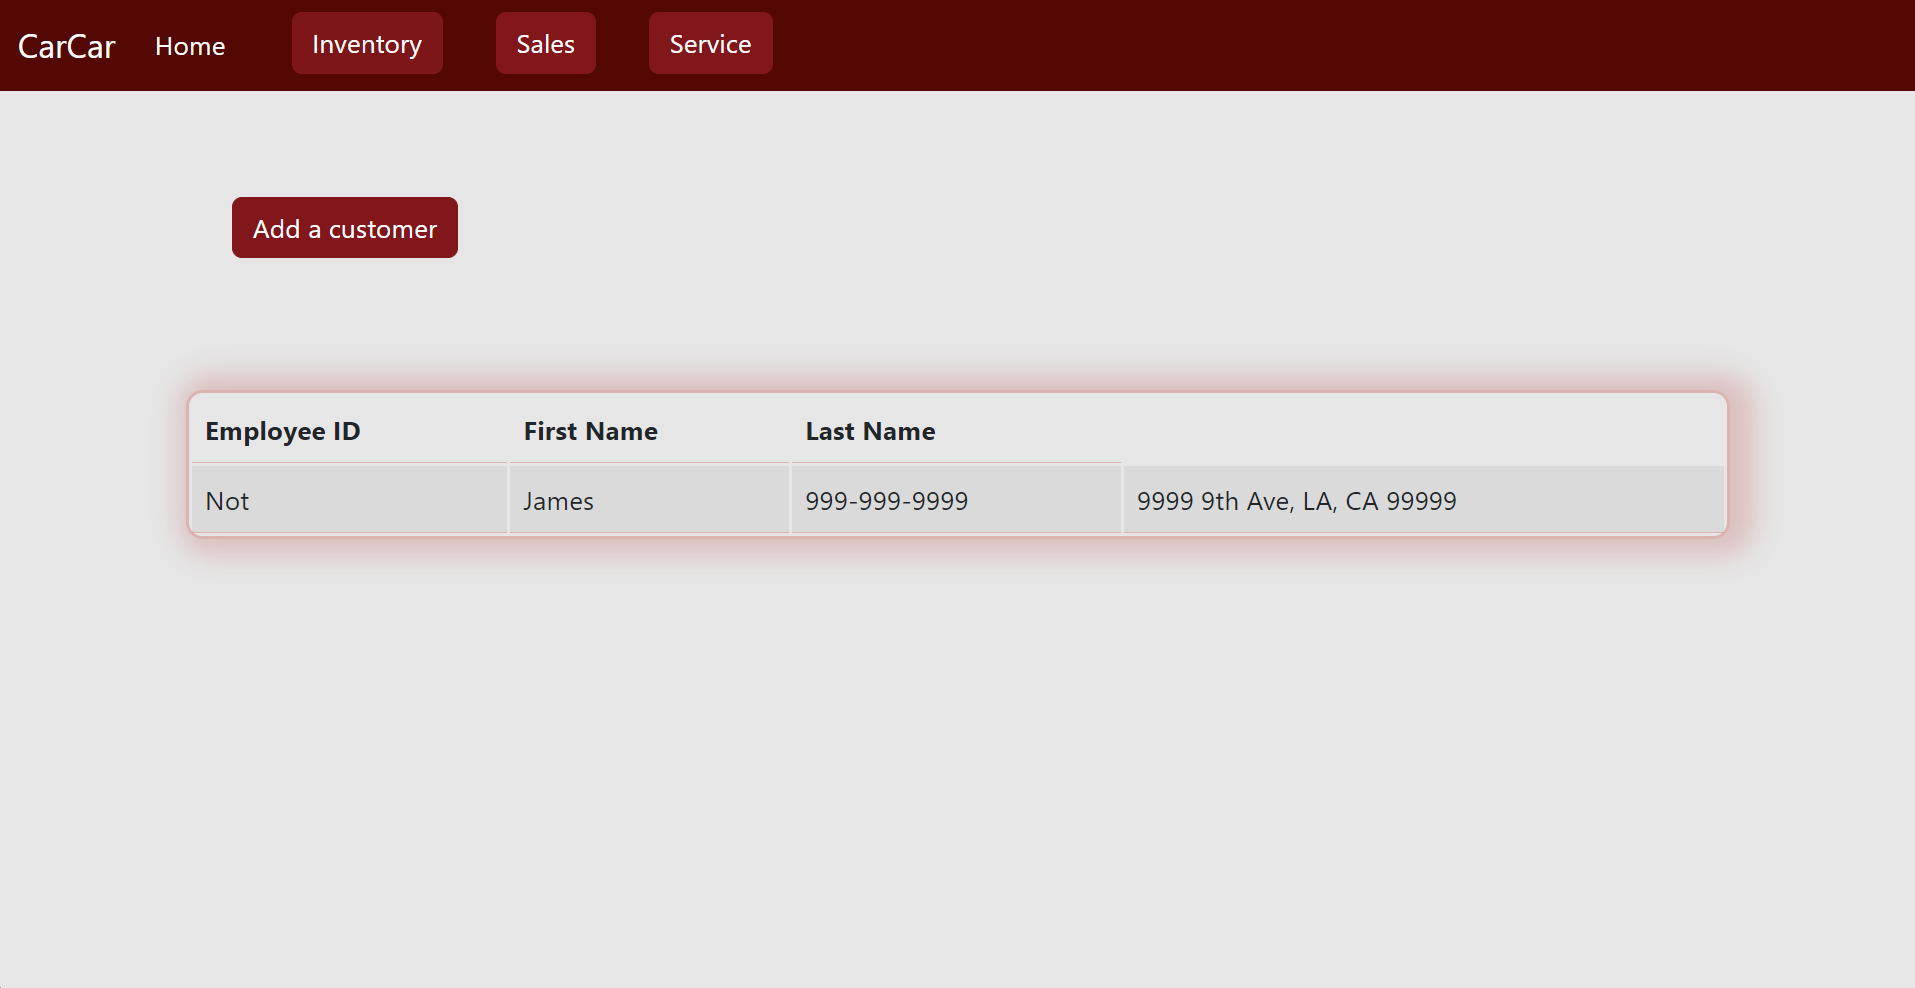 CarCar Home Inventory Sales Service
Add a customer
Employee ID First Name Last Name
Not James 999-999-9999 9999 9th Ave, LA, CA 99999